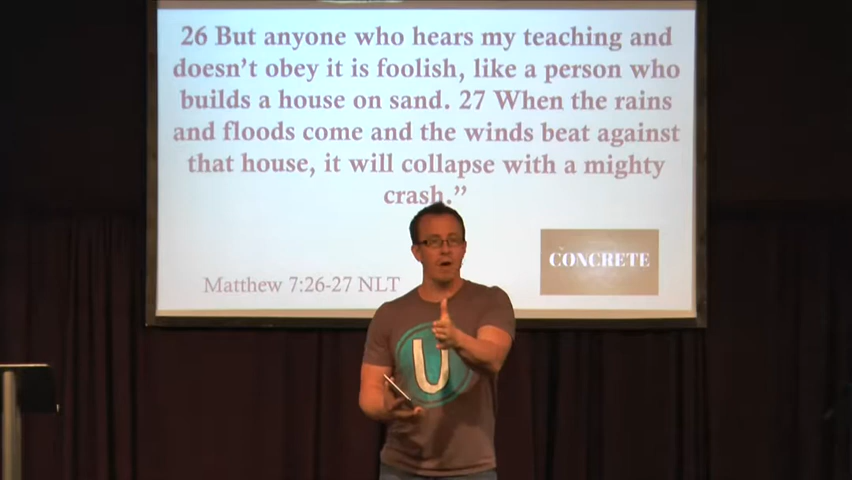 26 But anyone who hears my teaching and
doesn't obey it is foolish, like a person who
builds a house on sand. 27 When the rains
and floods come and the winds beat against
that house, it will collapse with a mighty
crash.”
CONCRETE
Matthew 7:26-27 NLT
U